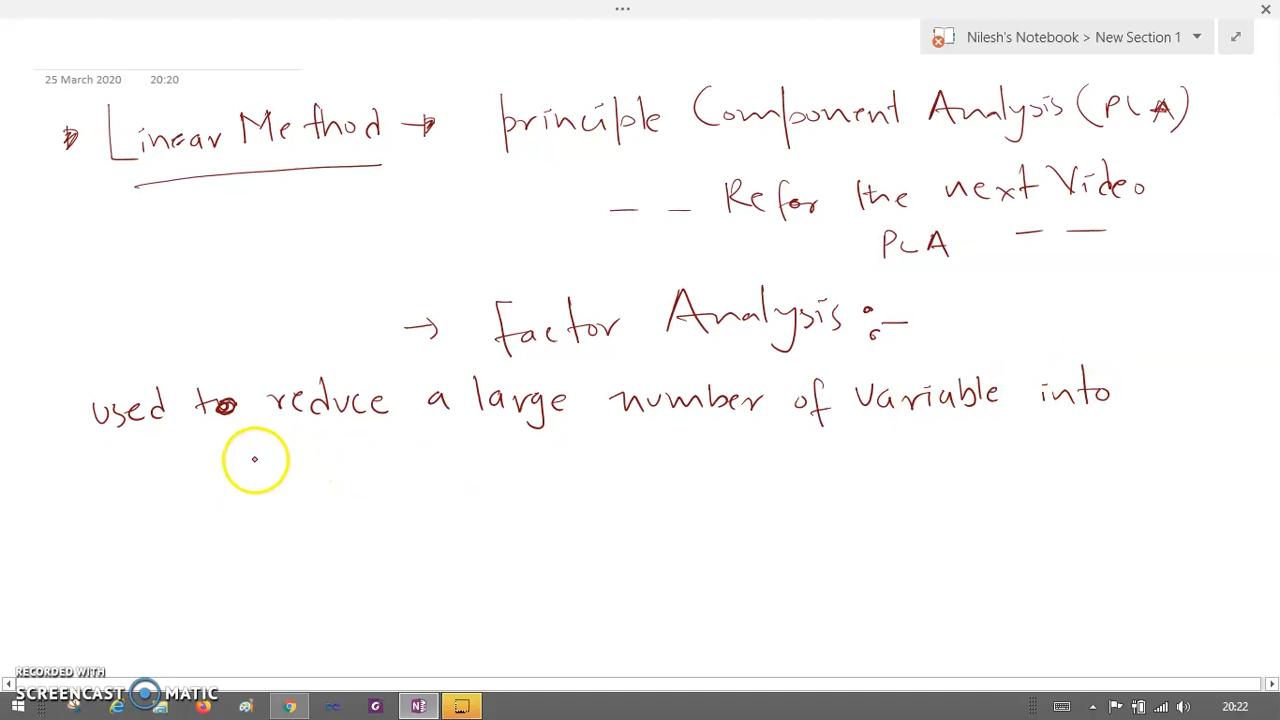 Nilesh's Notebook > New Section 1
25 March 2020 20:20
Linear Method → principle Component Analysis (PCA)
— — Refer the next Video
PCA — —
→ Factor Analysis :-
used to reduce a large number of variable into
RECORDED WITH
SCREENCAST MATIC
20:22